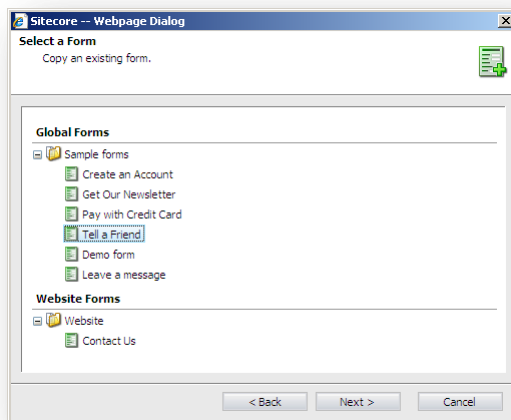 Sitecore -- Webpage Dialog
Select a Form
Copy an existing form.
Global Forms
Sample forms
Create an Account
Get Our Newsletter
Pay with Credit Card
Tell a Friend
Demo form
Leave a message
Website Forms
Website
Contact Us
< Back Next > Cancel